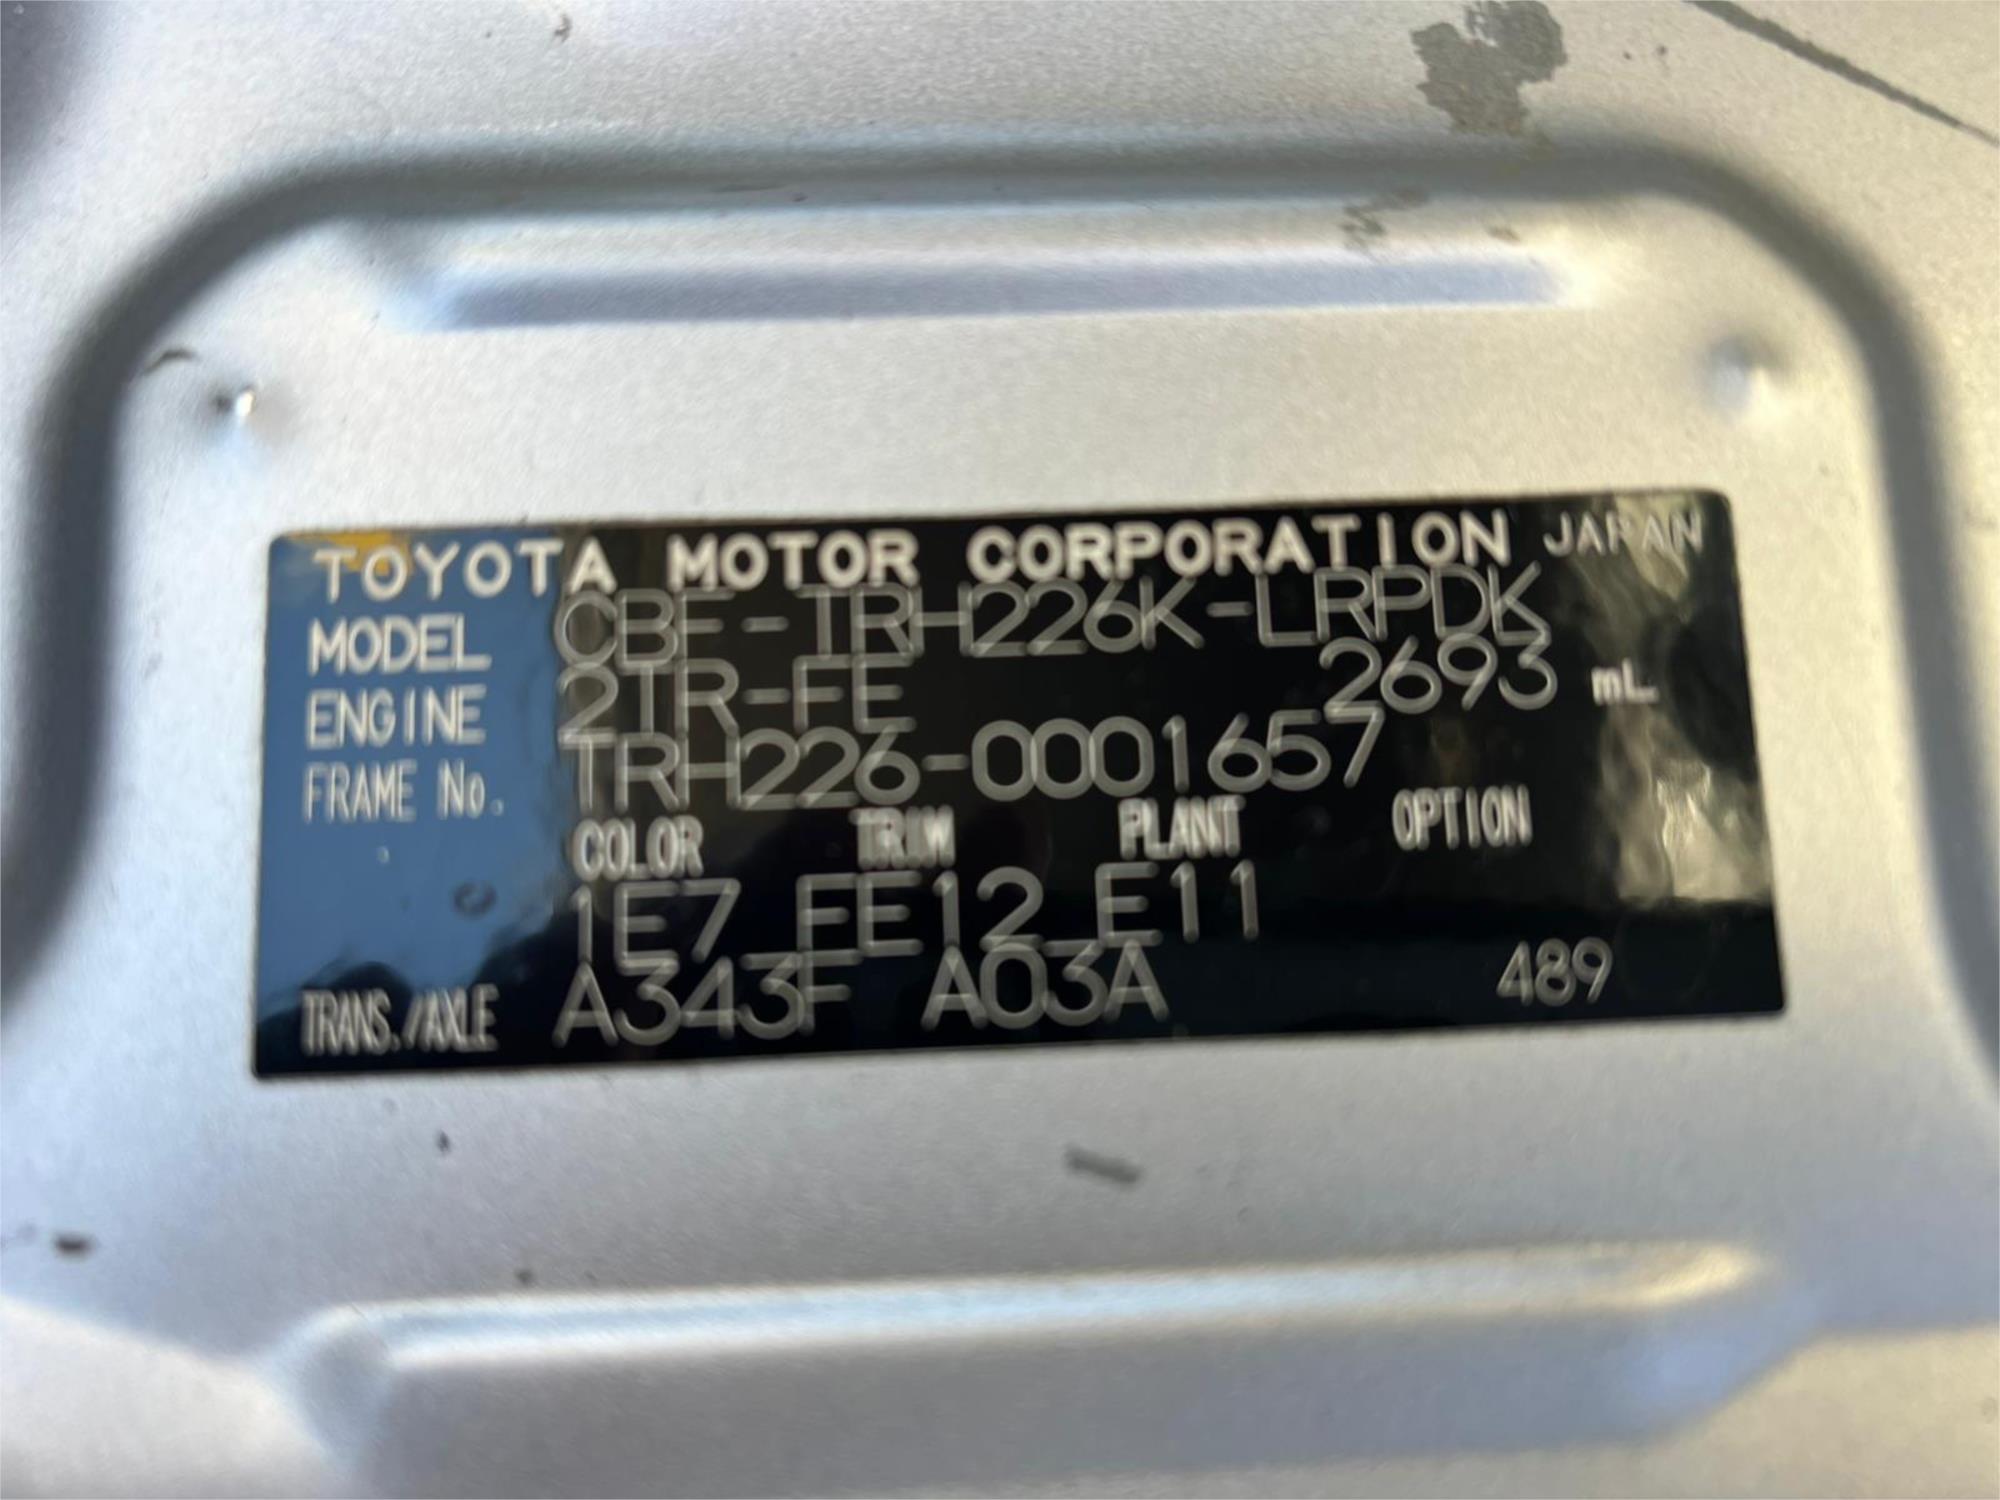 TOYOTA MOTOR CORPORATION JAPAN
MODEL CBF-TRH226K-LRPDK
ENGINE 2TR-FE 2693 mL
FRAME No. TRH226-0001657
COLOR TRIM PLANT OPTION
1E7 FE12 E11
TRANS./AXLE A343F A03A 489